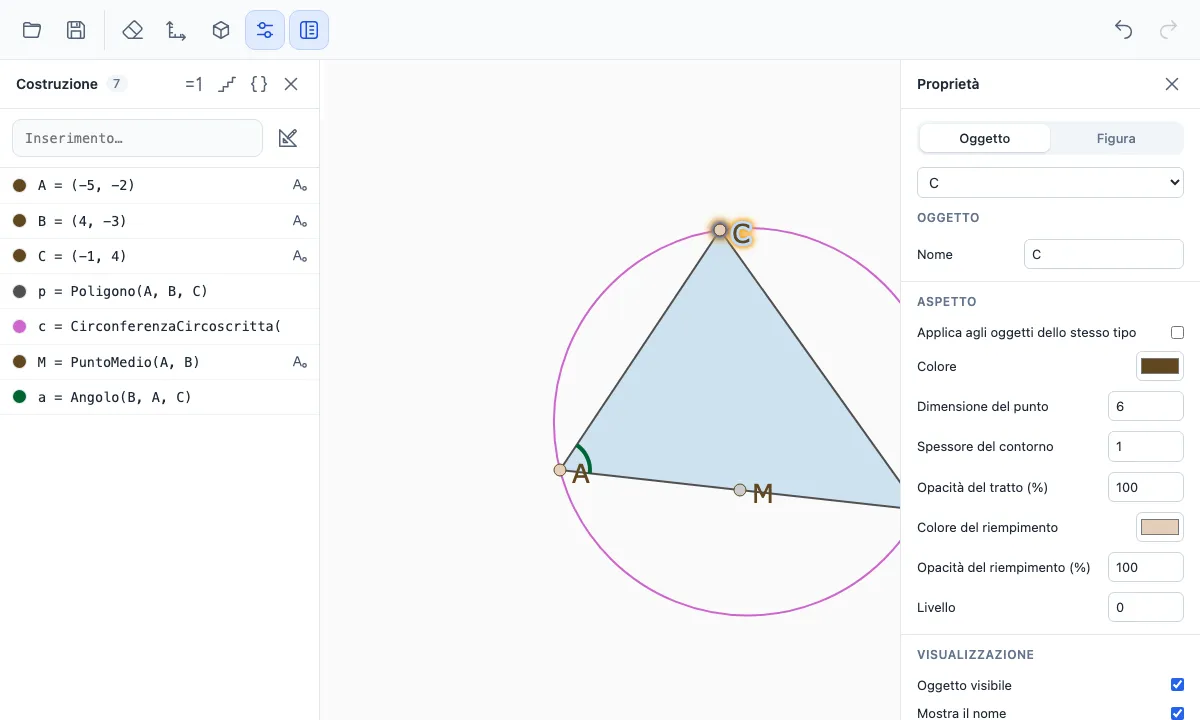 Costruzione 7
=1
{}
Inserimento…
A = (−5, −2)
B = (4, −3)
C = (−1, 4)
p = Poligono(A, B, C)
c = CirconferenzaCircoscritta(
M = PuntoMedio(A, B)
a = Angolo(B, A, C)
C
A
M
Proprietà
Oggetto
Figura
C
OGGETTO
Nome C
ASPETTO
Applica agli oggetti dello stesso tipo
Colore
Dimensione del punto 6
Spessore del contorno 1
Opacità del tratto (%) 100
Colore del riempimento
Opacità del riempimento (%) 100
Livello 0
VISUALIZZAZIONE
Oggetto visibile
Mostra il nome